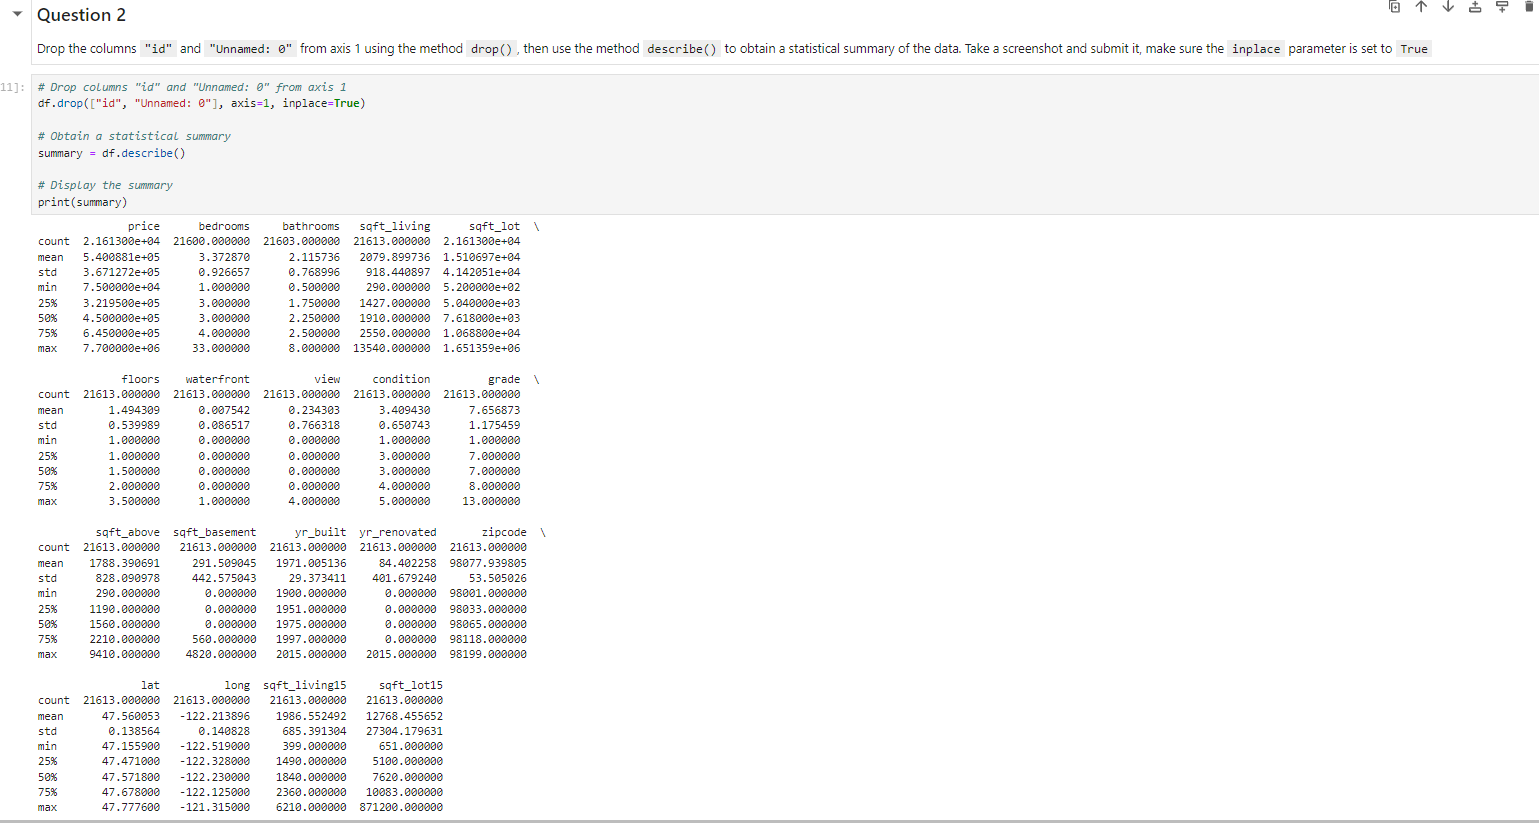 Question 2
Drop the columns "id" and "Unnamed: 0" from axis 1 using the method drop() , then use the method describe() to obtain a statistical summary of the data. Take a screenshot and submit it, make sure the inplace parameter is set to True
11]:
# Drop columns "id" and "Unnamed: 0" from axis 1
df.drop(["id", "Unnamed: 0"], axis=1, inplace=True)
# Obtain a statistical summary
summary = df.describe()
# Display the summary
print(summary)
price bedrooms bathrooms sqft_living sqft_lot \
count 2.161300e+04 21600.000000 21603.000000 21613.000000 2.161300e+04
mean 5.400881e+05 3.372870 2.115736 2079.899736 1.510697e+04
std 3.671272e+05 0.926657 0.768996 918.440897 4.142051e+04
min 7.500000e+04 1.000000 0.500000 290.000000 5.200000e+02
25% 3.219500e+05 3.000000 1.750000 1427.000000 5.040000e+03
50% 4.500000e+05 3.000000 2.250000 1910.000000 7.618000e+03
75% 6.450000e+05 4.000000 2.500000 2550.000000 1.068800e+04
max 7.700000e+06 33.000000 8.000000 13540.000000 1.651359e+06
floors waterfront view condition grade \
count 21613.000000 21613.000000 21613.000000 21613.000000 21613.000000
mean 1.494309 0.007542 0.234303 3.409430 7.656873
std 0.539989 0.086517 0.766318 0.650743 1.175459
min 1.000000 0.000000 0.000000 1.000000 1.000000
25% 1.000000 0.000000 0.000000 3.000000 7.000000
50% 1.500000 0.000000 0.000000 3.000000 7.000000
75% 2.000000 0.000000 0.000000 4.000000 8.000000
max 3.500000 1.000000 4.000000 5.000000 13.000000
sqft_above sqft_basement yr_built yr_renovated zipcode \
count 21613.000000 21613.000000 21613.000000 21613.000000 21613.000000
mean 1788.390691 291.509045 1971.005136 84.402258 98077.939805
std 828.090978 442.575043 29.373411 401.679240 53.505026
min 290.000000 0.000000 1900.000000 0.000000 98001.000000
25% 1190.000000 0.000000 1951.000000 0.000000 98033.000000
50% 1560.000000 0.000000 1975.000000 0.000000 98065.000000
75% 2210.000000 560.000000 1997.000000 0.000000 98118.000000
max 9410.000000 4820.000000 2015.000000 2015.000000 98199.000000
lat long sqft_living15 sqft_lot15
count 21613.000000 21613.000000 21613.000000 21613.000000
mean 47.560053 -122.213896 1986.552492 12768.455652
std 0.138564 0.140828 685.391304 27304.179631
min 47.155900 -122.519000 399.000000 651.000000
25% 47.471000 -122.328000 1490.000000 5100.000000
50% 47.571800 -122.230000 1840.000000 7620.000000
75% 47.678000 -122.125000 2360.000000 10083.000000
max 47.777600 -121.315000 6210.000000 871200.000000